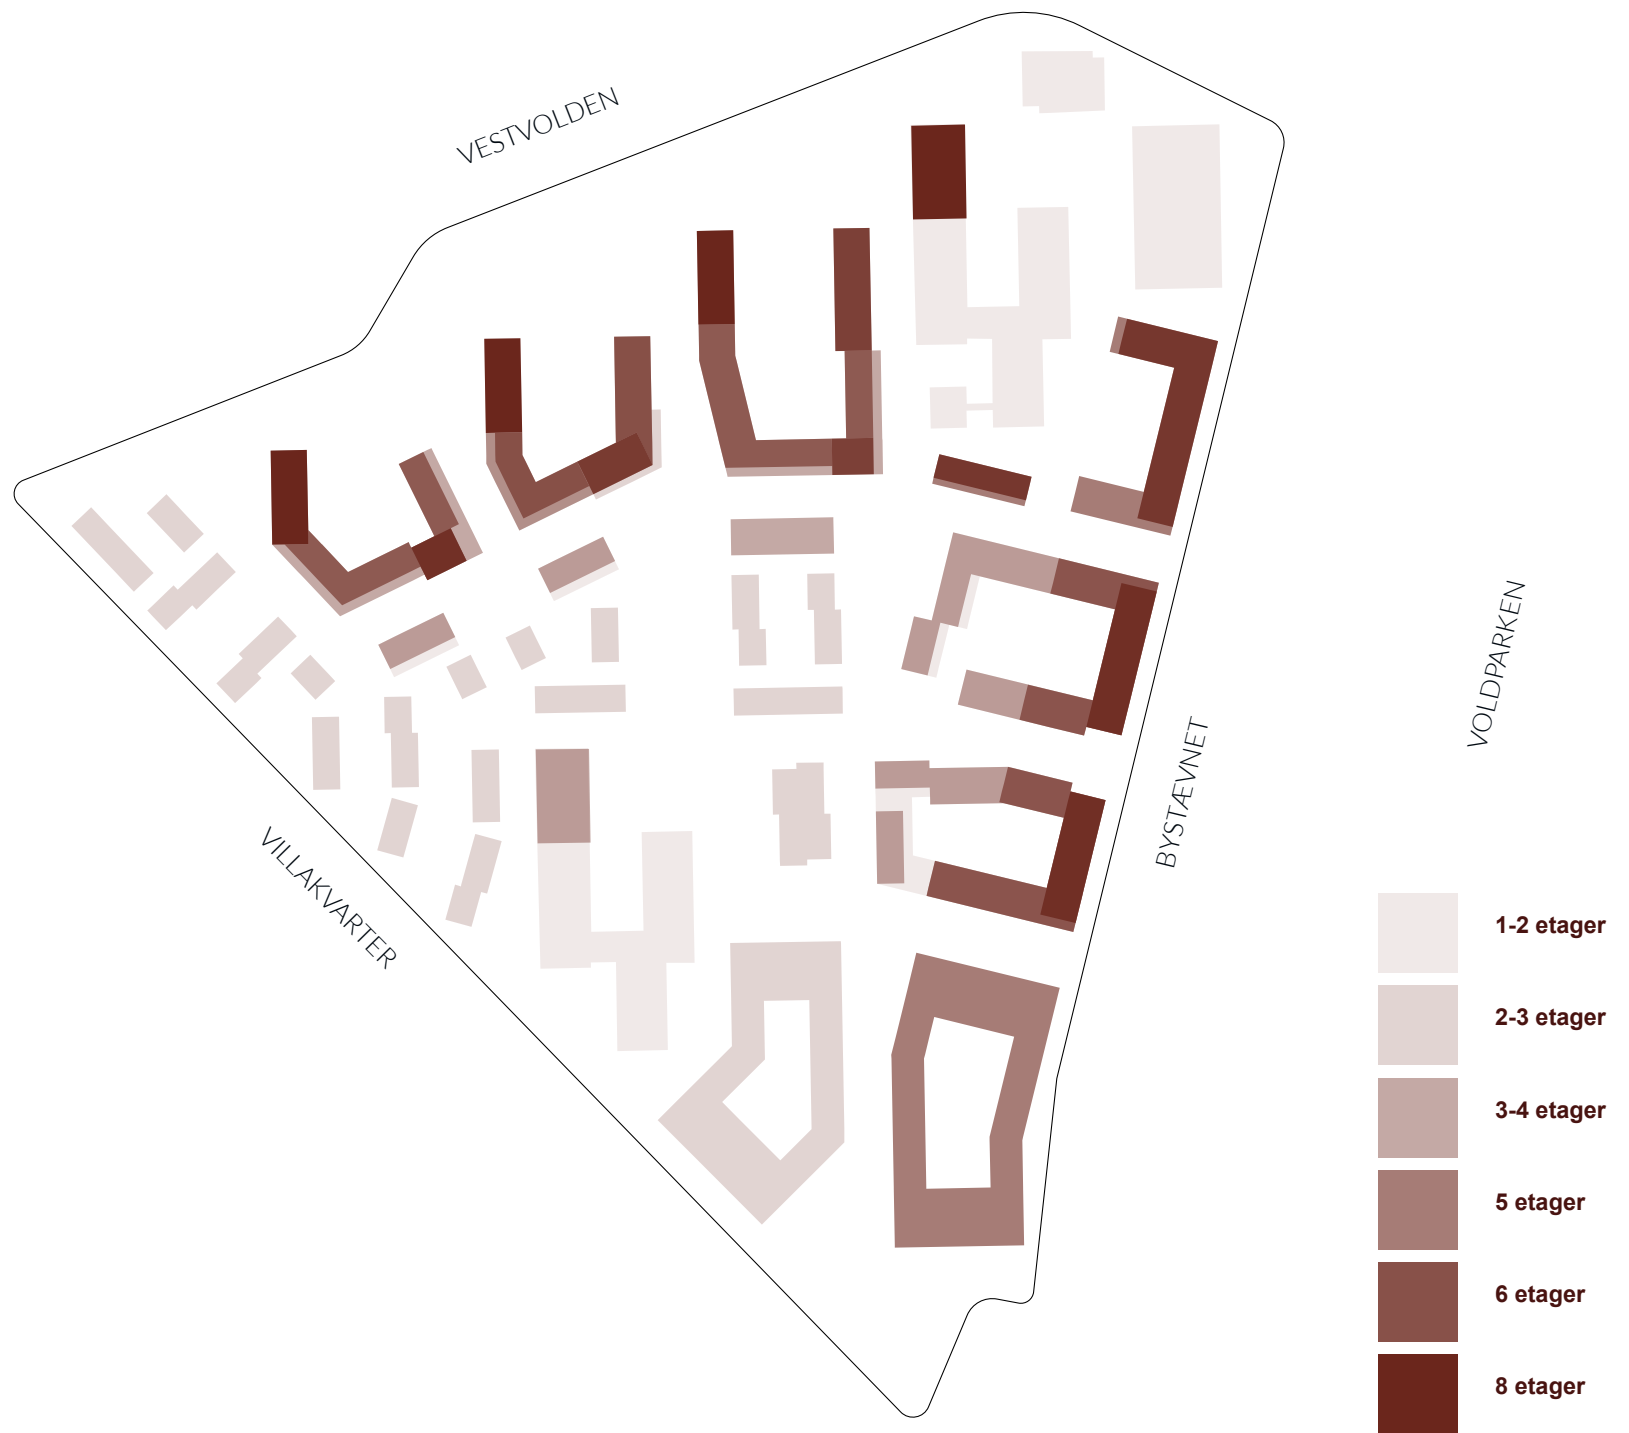 VESTVOLDEN
VOLDPARKEN
BYSTÆVNET
VILLAKVARTER
1-2 etager
2-3 etager
3-4 etager
5 etager
6 etager
8 etager